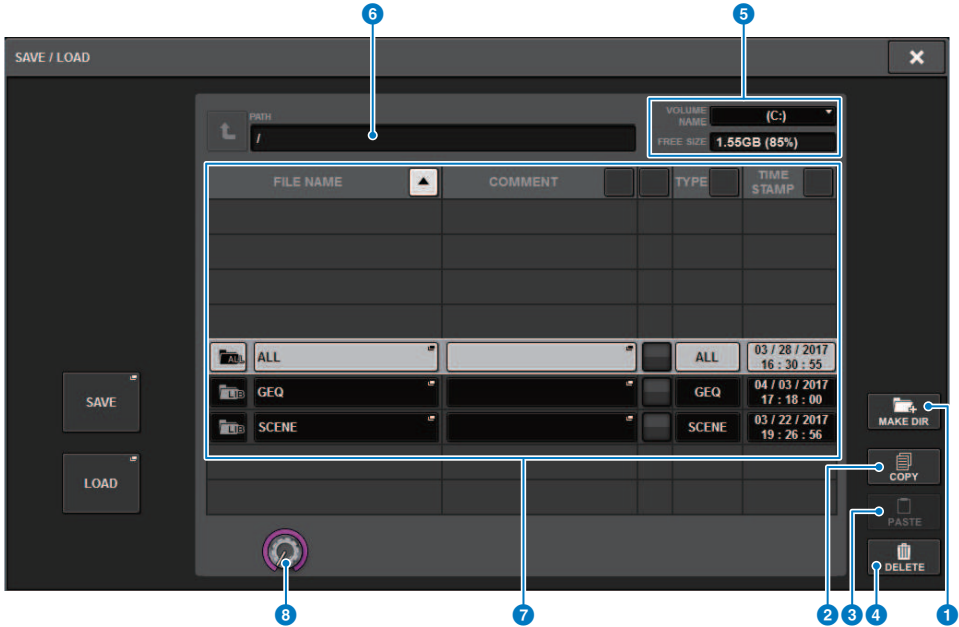 6 5
SAVE / LOAD
PATH
/
VOLUME NAME (C:)
FREE SIZE 1.55GB (85%)
FILE NAME COMMENT TYPE TIME STAMP
ALL ALL ALL 03 / 28 / 2017 16 : 30 : 55
LIB GEQ GEQ 04 / 03 / 2017 17 : 18 : 00
LIB SCENE SCENE 03 / 22 / 2017 19 : 26 : 56
SAVE
LOAD
MAKE DIR
COPY
PASTE
DELETE
8 7 2 3 4 1